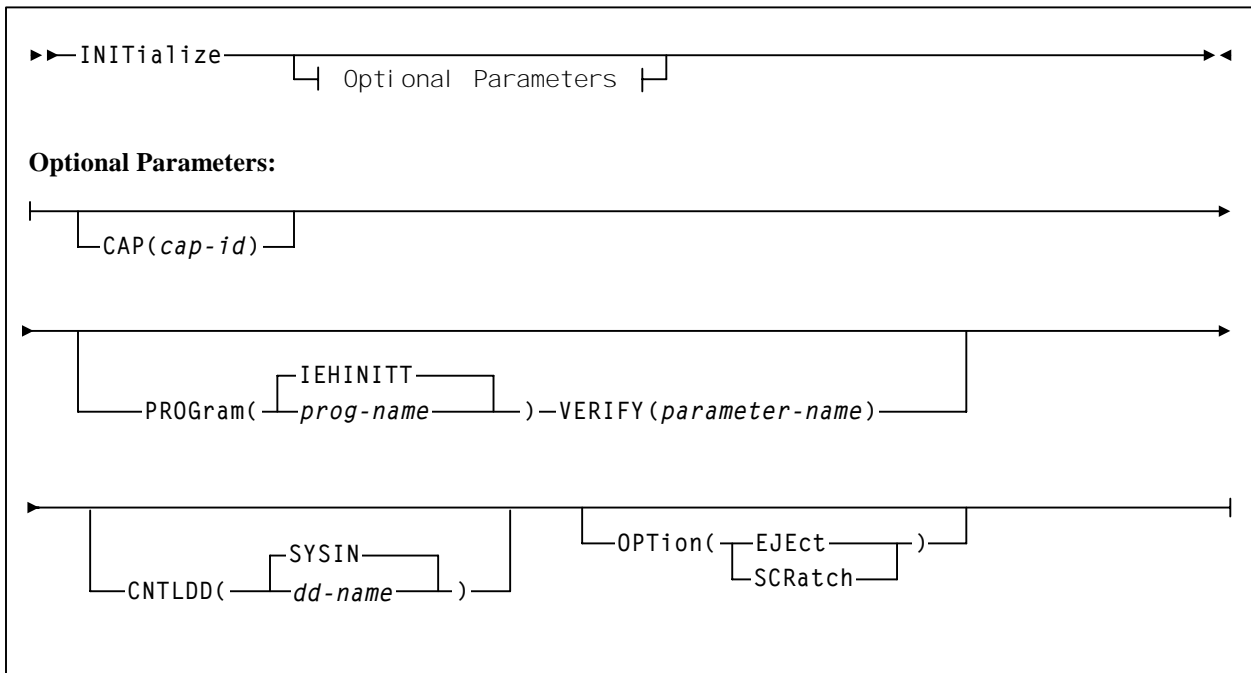 INITialize
Optional Parameters
Optional Parameters:
CAP(cap-id)
IEHINITT
PROGram( prog-name ) VERIFY(parameter-name)
OPTion( EJEct )
SYSIN
SCRatch
CNTLDD( dd-name )